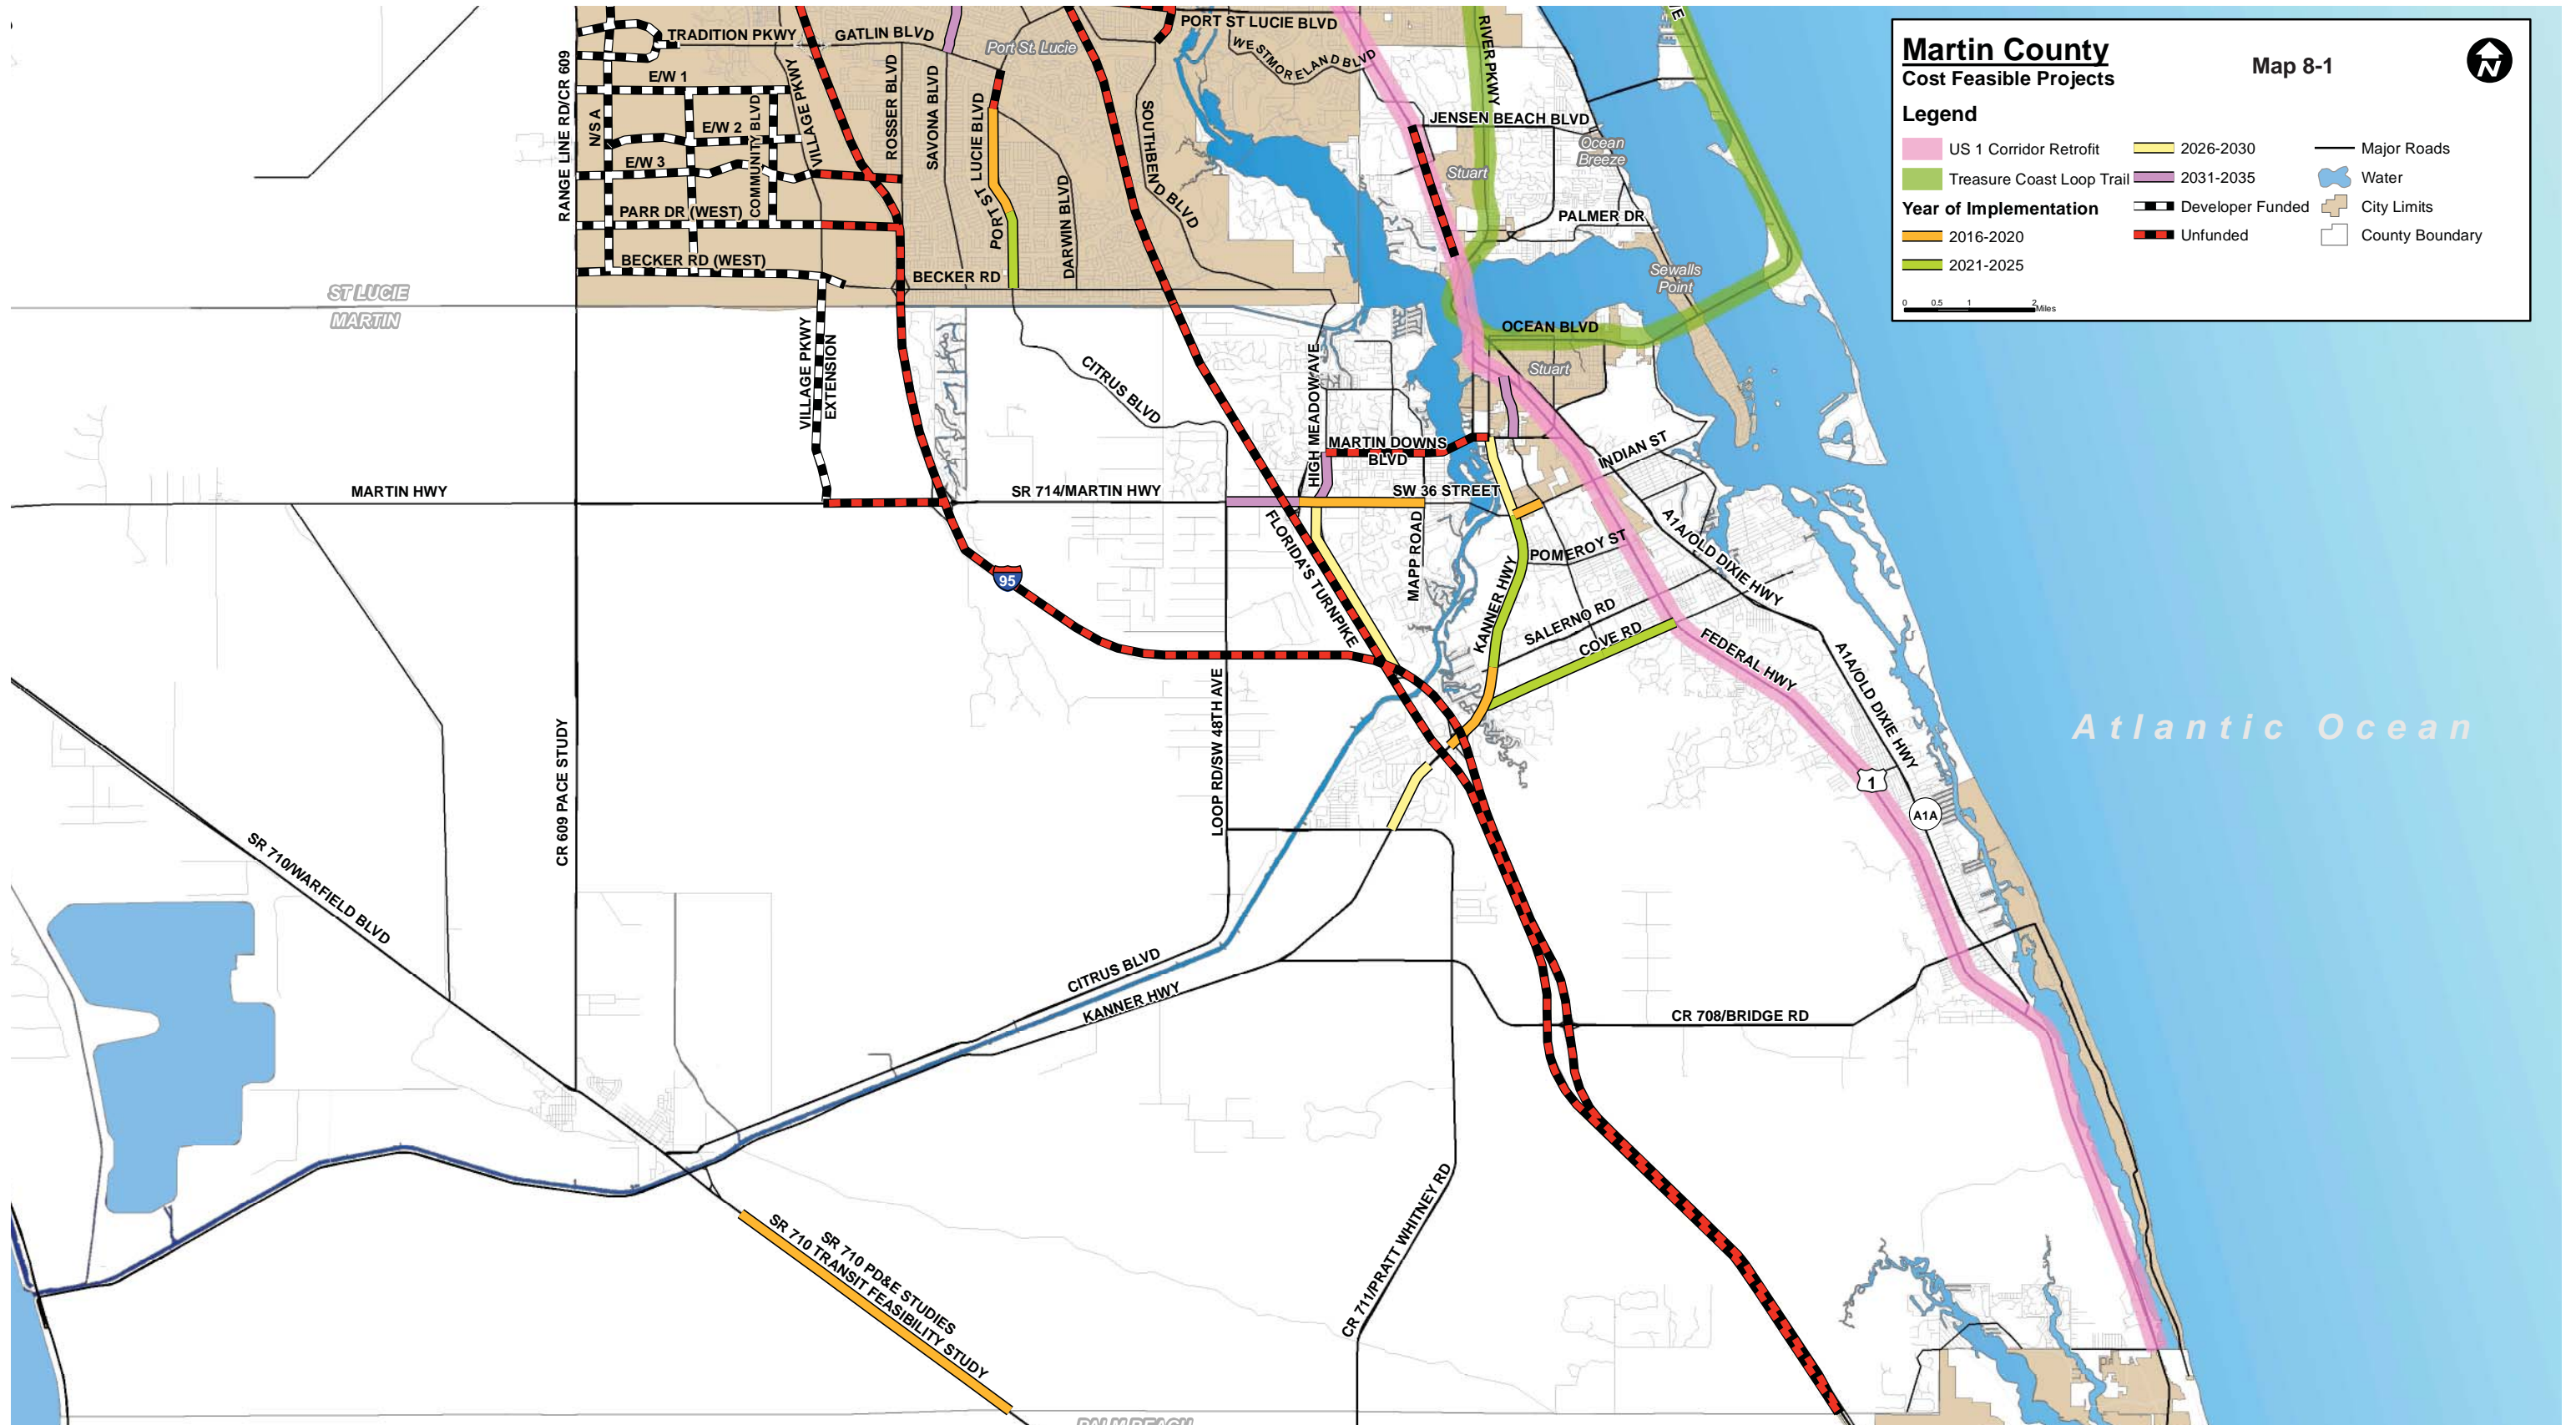 Martin County
Cost Feasible Projects
Map 8-1
N
Legend
US 1 Corridor Retrofit
Treasure Coast Loop Trail
Year of Implementation
2016-2020
2021-2025
2026-2030
2031-2035
Developer Funded
Unfunded
Major Roads
Water
City Limits
County Boundary
0 0.5 1 2
Miles
TRADITION PKWY
GATLIN BLVD
Port St. Lucie
PORT ST LUCIE BLVD
WESTMORELAND BLVD
RIVER PKWY
RANGE LINE RD/CR 609
N/S A
E/W 1
E/W 2
E/W 3
COMMUNITY BLVD
VILLAGE PKWY
ROSSER BLVD
SAVONA BLVD
PORT ST LUCIE BLVD
DARWIN BLVD
SOUTHBEND BLVD
JENSEN BEACH BLVD
Ocean
Breeze
Stuart
PALMER DR
PARR DR (WEST)
BECKER RD (WEST)
BECKER RD
Sewalls
Point
ST LUCIE
MARTIN
VILLAGE PKWY
EXTENSION
CITRUS BLVD
HIGH MEADOW AVE
OCEAN BLVD
Stuart
MARTIN DOWNS
BLVD
INDIAN ST
MARTIN HWY
SR 714/MARTIN HWY
SW 36 STREET
FLORIDA'S TURNPIKE
MAPP ROAD
KANNER HWY
POMEROY ST
A1A/OLD DIXIE HWY
95
SALERNO RD
COVE RD
FEDERAL HWY
A1A/OLD DIXIE HWY
Atlantic Ocean
LOOP RD/SW 48TH AVE
CR 609 PACE STUDY
1
A1A
SR 710/WARFIELD BLVD
CITRUS BLVD
KANNER HWY
CR 708/BRIDGE RD
CR 711/PRATT WHITNEY RD
SR 710 PD&E STUDIES
SR 710 TRANSIT FEASIBILITY STUDY